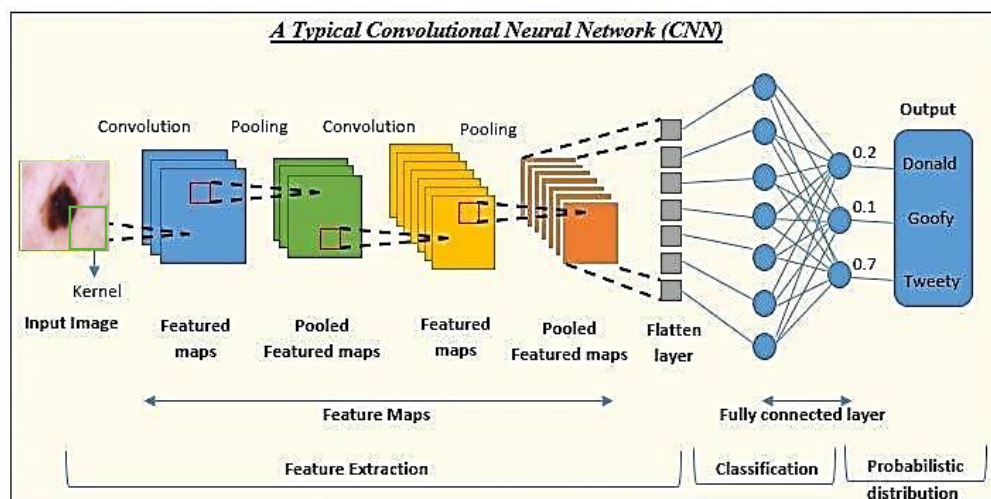 A Typical Convolutional Neural Network (CNN)
Convolution
Pooling
Convolution
Pooling
Output
0.2
Donald
0.1
Goofy
0.7
Tweety
Kernel
Input Image
Featured
maps
Pooled
Featured maps
Featured
maps
Pooled
Featured maps
Flatten
layer
Feature Maps
Fully connected layer
Feature Extraction
Classification
Probabilistic
distribution